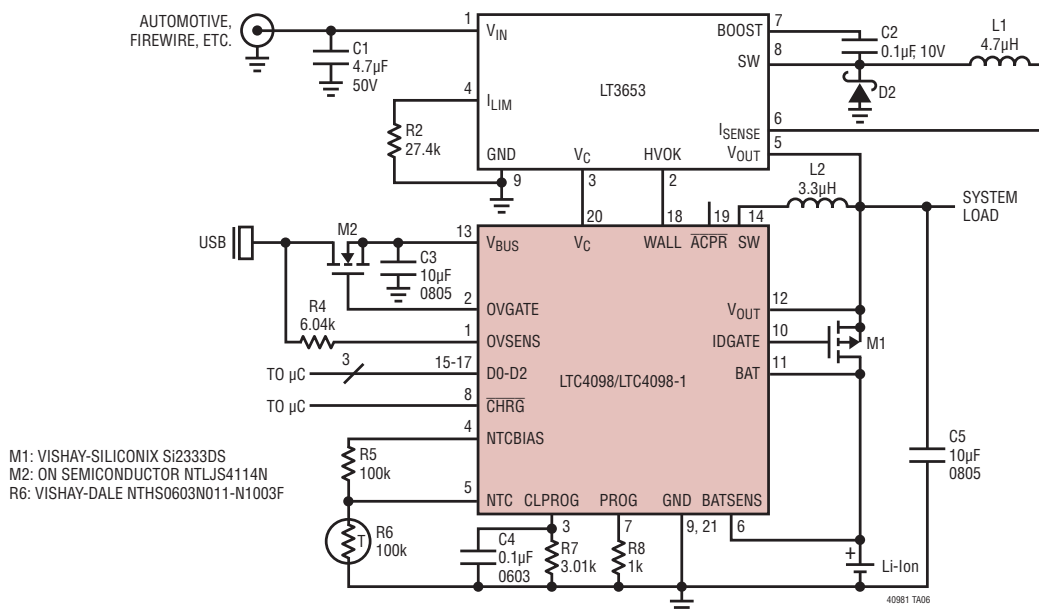 AUTOMOTIVE,
FIREWIRE, ETC.
C1
4.7µF
50V
1
VIN
4
ILIM
R2
27.4k
GND
9
LT3653
VC
3
HVOK
2
BOOST
7
SW
8
ISENSE
6
VOUT
5
C2
0.1µF, 10V
D2
L1
4.7µH
L2
3.3µH
SYSTEM
LOAD
USB
M2
C3
10µF
0805
R4
6.04k
13
VBUS
20
VC
18
WALL
19
ACPR
14
SW
2
OVGATE
1
OVSENS
TO µC
3
15-17
D0-D2
TO µC
8
CHRG
4
NTCBIAS
R5
100k
5
NTC
T
R6
100k
LTC4098/LTC4098-1
VOUT
12
IDGATE
10
BAT
11
M1
CLPROG
3
PROG
7
GND
9, 21
BATSENS
6
C4
0.1µF
0603
R7
3.01k
R8
1k
+
Li-Ion
C5
10µF
0805
M1: VISHAY-SILICONIX Si2333DS
M2: ON SEMICONDUCTOR NTLJS4114N
R6: VISHAY-DALE NTHS0603N011-N1003F
40981 TA06